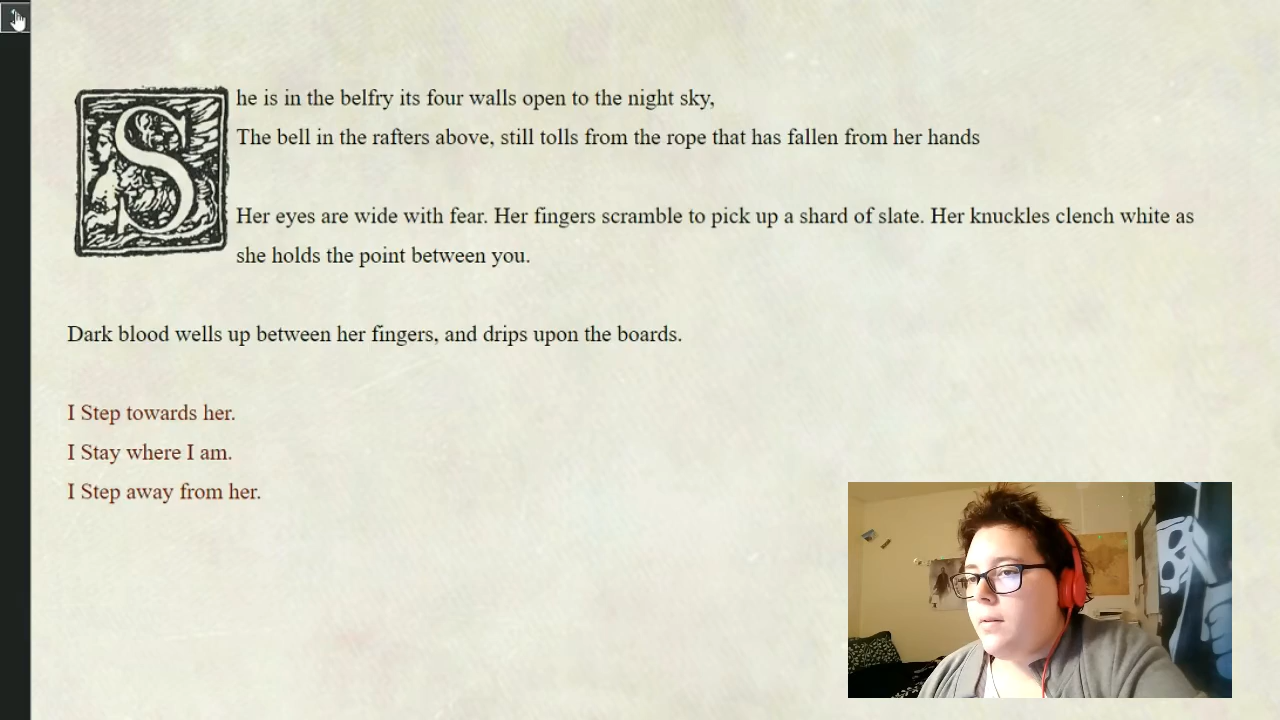 She is in the belfry its four walls open to the night sky,
The bell in the rafters above, still tolls from the rope that has fallen from her hands
Her eyes are wide with fear. Her fingers scramble to pick up a shard of slate. Her knuckles clench white as
she holds the point between you.
Dark blood wells up between her fingers, and drips upon the boards.
I Step towards her.
I Stay where I am.
I Step away from her.